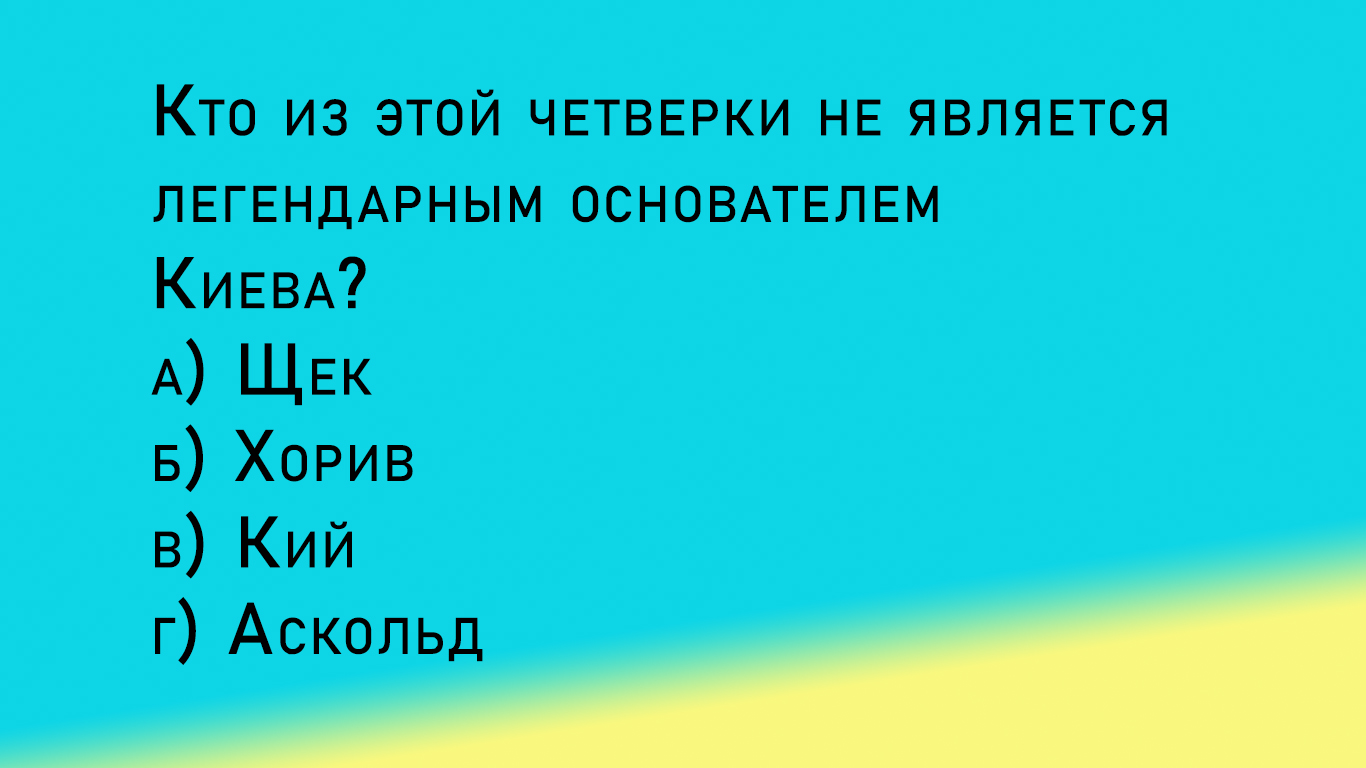 Кто из этой четверки не является
легендарным основателем
Киева?
а) Щек
б) Хорив
в) Кий
г) Аскольд